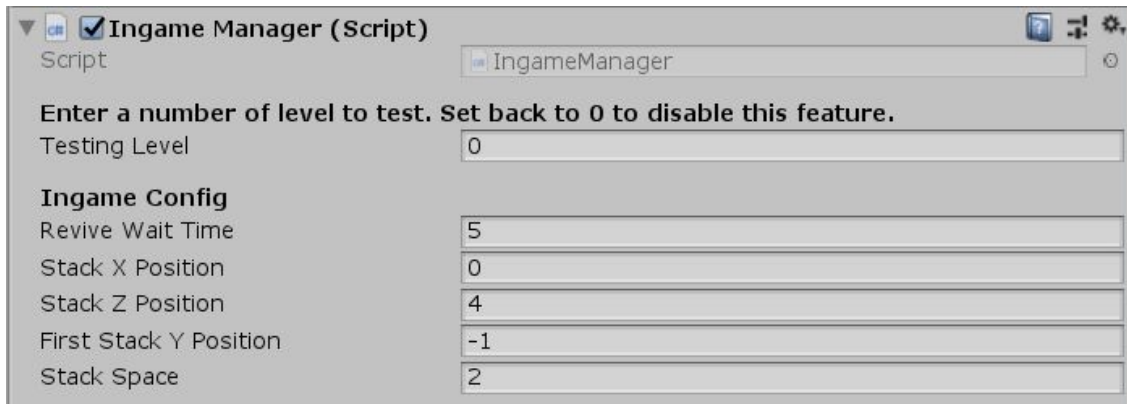 Ingame Manager (Script)
Script IngameManager
Enter a number of level to test. Set back to 0 to disable this feature.
Testing Level 0
Ingame Config
Revive Wait Time 5
Stack X Position 0
Stack Z Position 4
First Stack Y Position -1
Stack Space 2